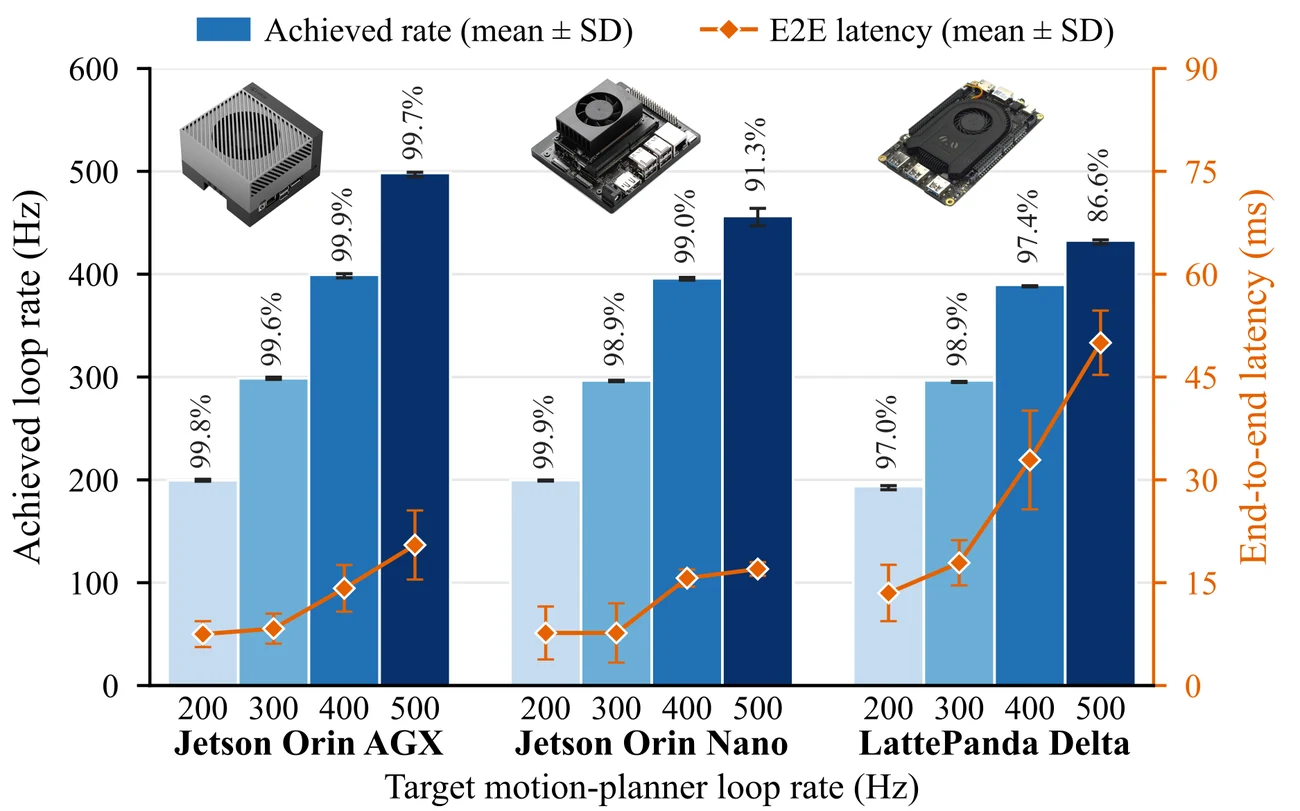 Achieved rate (mean ± SD)
E2E latency (mean ± SD)
Achieved loop rate (Hz)
600
500
400
300
200
100
0
99.8%
99.6%
99.9%
99.7%
99.9%
98.9%
99.0%
91.3%
97.0%
98.9%
97.4%
86.6%
90
75
60
45
30
15
0
End-to-end latency (ms)
200 300 400 500
200 300 400 500
200 300 400 500
Jetson Orin AGX
Jetson Orin Nano
LattePanda Delta
Target motion-planner loop rate (Hz)